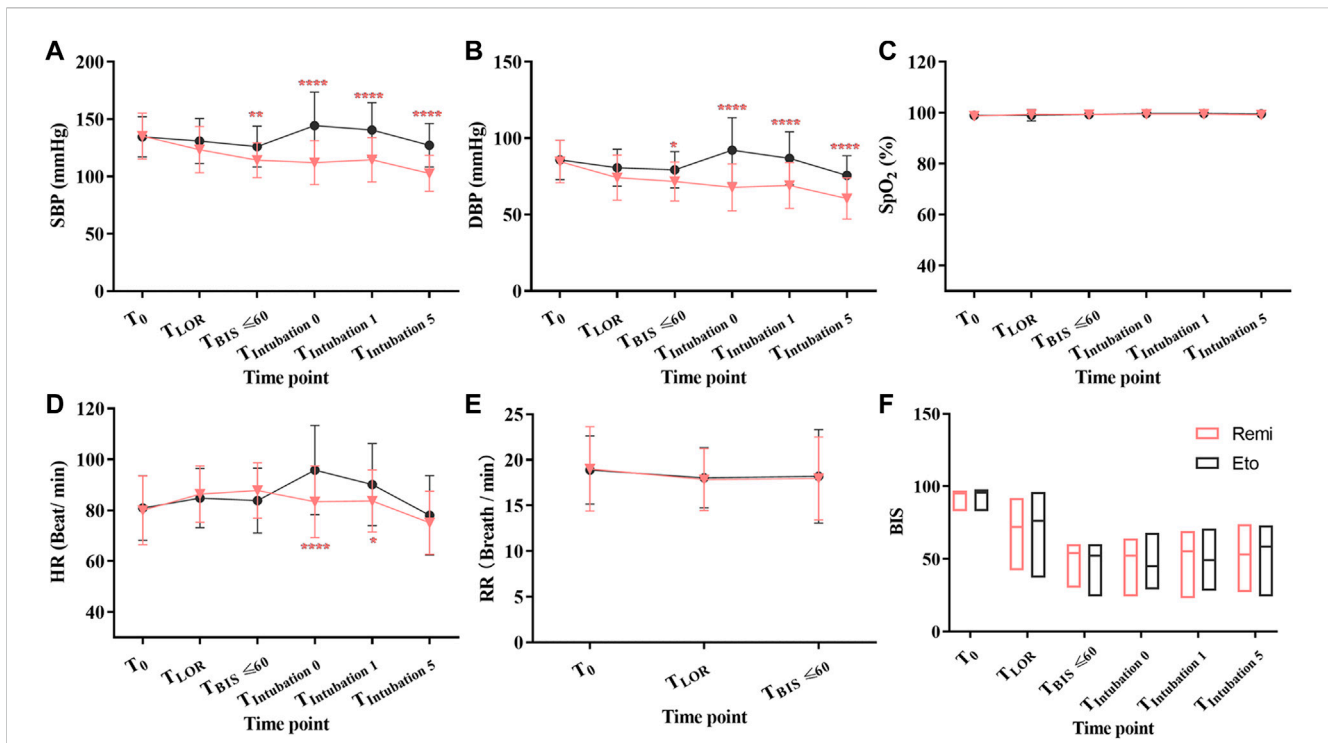 A
SBP (mmHg)
200
150
100
50
0
**
****
****
****
T0
TLOR
TBIS ≤60
TIntubation 0
TIntubation 1
TIntubation 5
Time point
B
DBP (mmHg)
150
100
50
0
*
****
****
****
T0
TLOR
TBIS ≤60
TIntubation 0
TIntubation 1
TIntubation 5
Time point
C
SpO2 (%)
120
100
80
60
40
T0
TLOR
TBIS ≤60
TIntubation 0
TIntubation 1
TIntubation 5
Time point
D
HR (Beat/ min)
120
100
80
60
40
****
*
T0
TLOR
TBIS ≤60
TIntubation 0
TIntubation 1
TIntubation 5
Time point
E
RR (Breath / min)
25
20
15
10
5
0
T0
TLOR
TBIS ≤60
Time point
F
BIS
150
100
50
0
Remi
Eto
T0
TLOR
TBIS ≤60
TIntubation 0
TIntubation 1
TIntubation 5
Time point